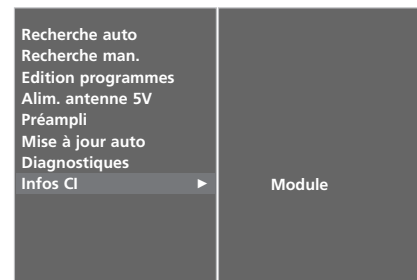 Recherche auto
Recherche man.
Edition programmes
Alim. antenne 5V
Préampli
Mise à jour auto
Diagnostiques
Infos CI ► Module